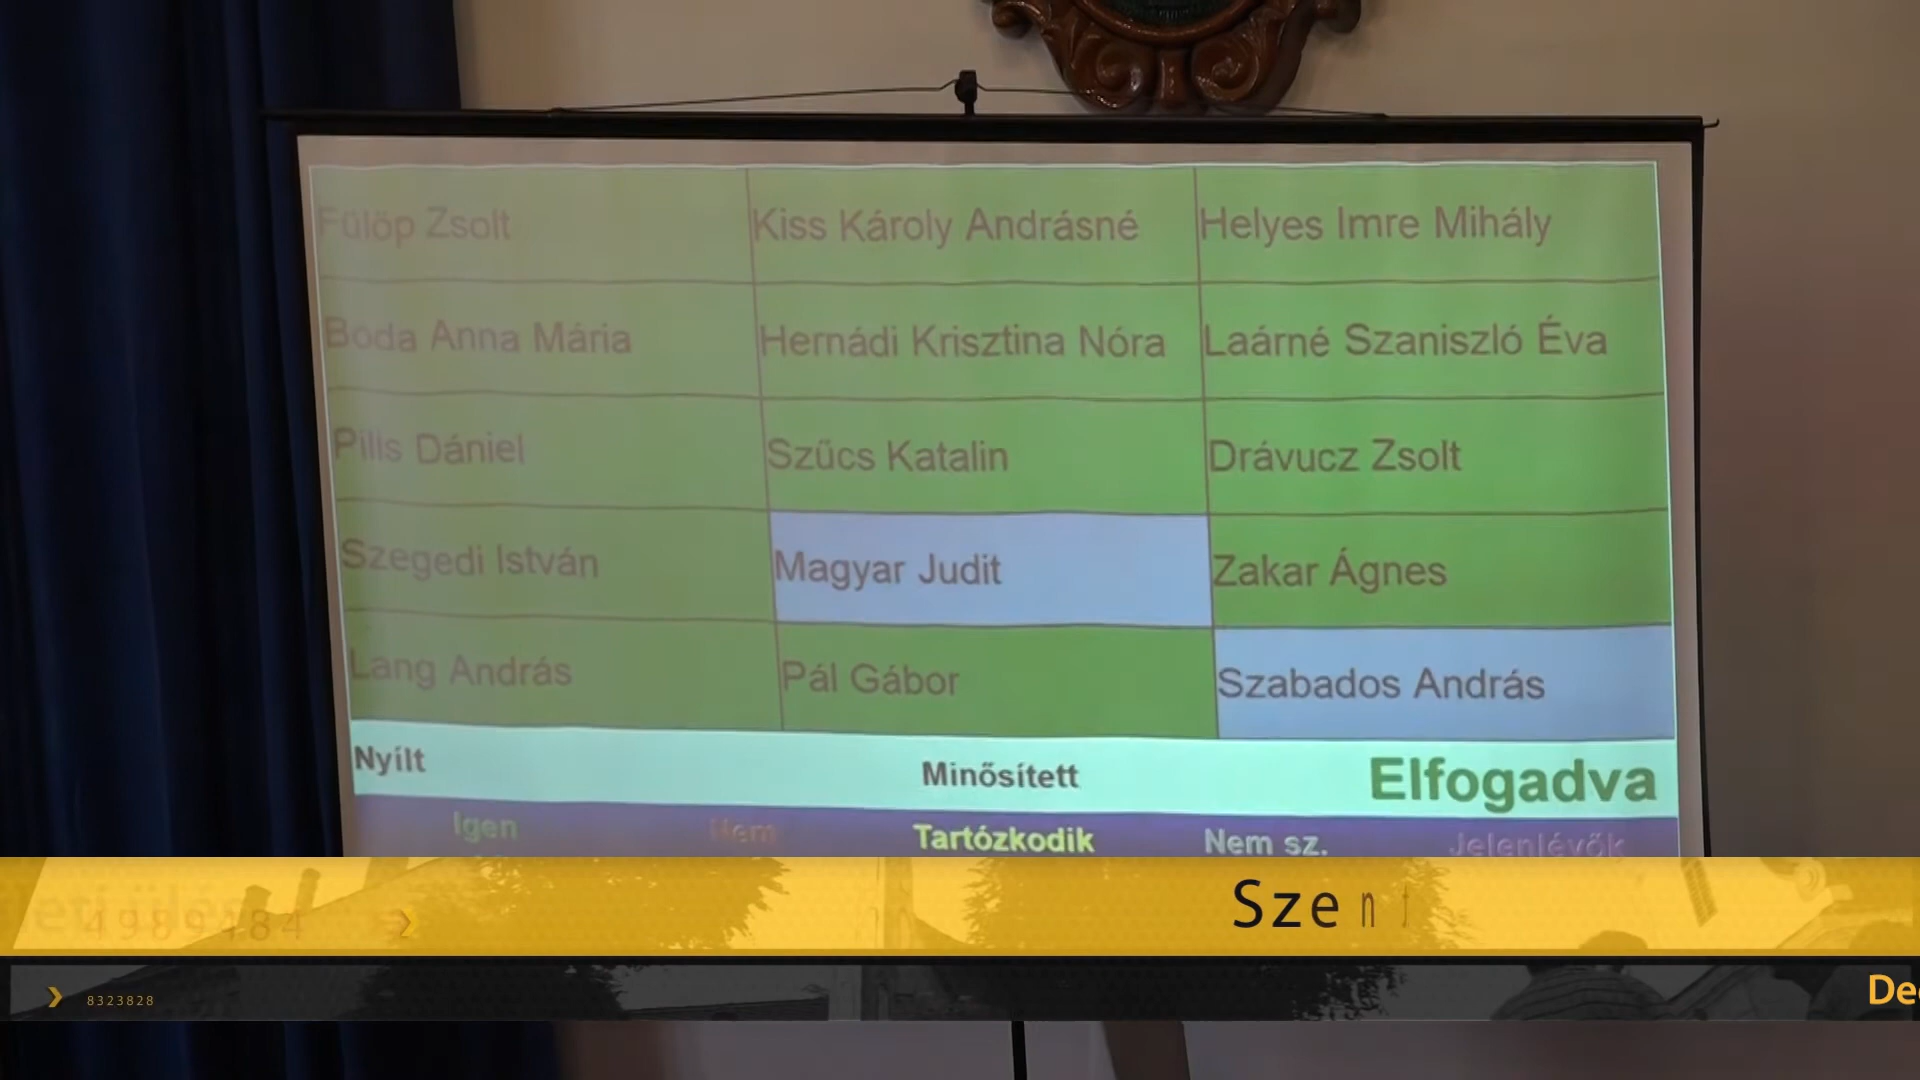 Fülöp Zsolt Kiss Károly Andrásné Helyes Imre Mihály
Boda Anna Mária Hernádi Krisztina Nóra Laárné Szaniszló Éva
Pills Dániel Szűcs Katalin Drávucz Zsolt
Szegedi István Magyar Judit Zakar Ágnes
Lang András Pál Gábor Szabados András
Nyílt Minősített Elfogadva
Igen Nem Tartózkodik Nem sz. Jelenlévők
4989484
8323828